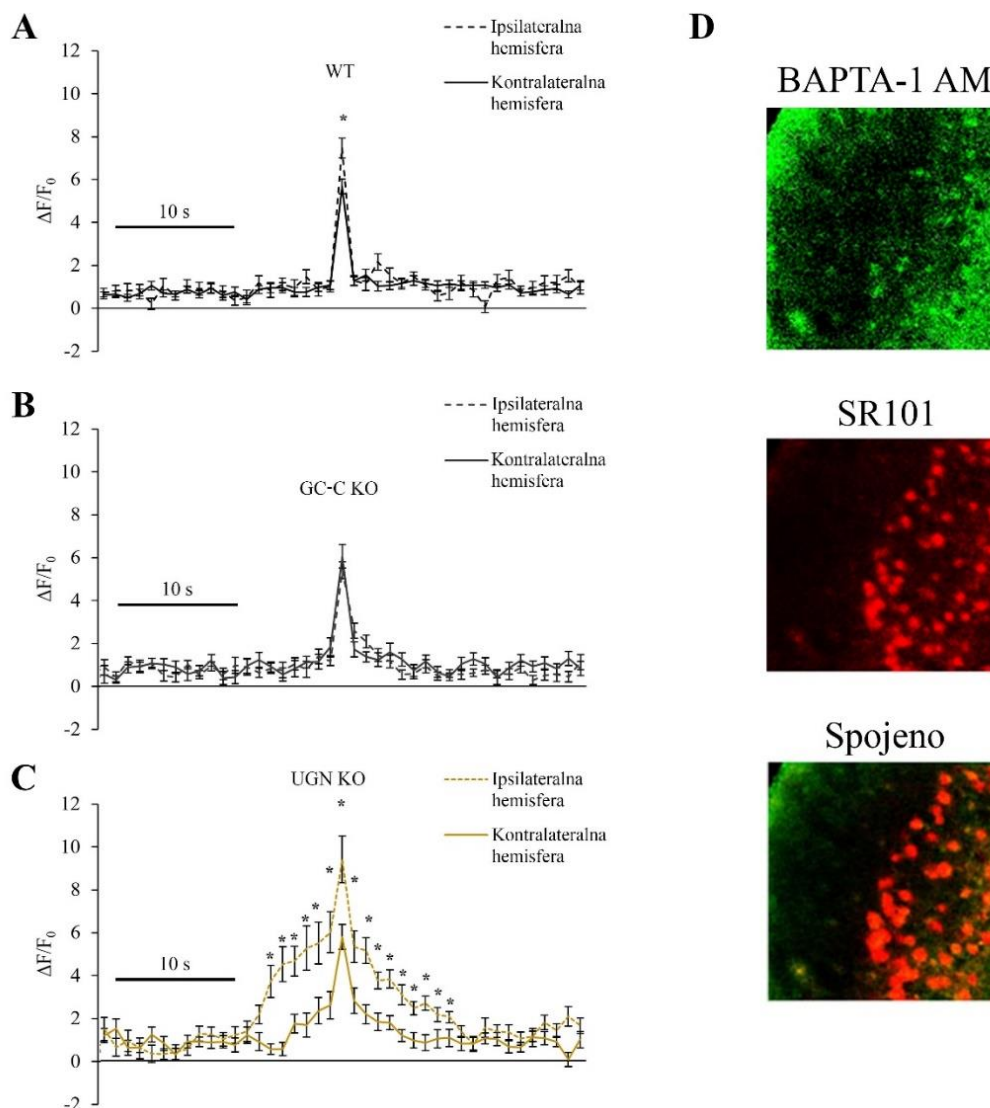 A
Ipsilateralna
hemisfera
Kontralateralna
hemisfera
WT
*
10 s
ΔF/F₀
12
10
8
6
4
2
0
-2
B
Ipsilateralna
hemisfera
Kontralateralna
hemisfera
GC-C KO
10 s
ΔF/F₀
12
10
8
6
4
2
0
-2
C
Ipsilateralna
hemisfera
Kontralateralna
hemisfera
UGN KO
* * * * * * * * * * * * * * * *
10 s
ΔF/F₀
12
10
8
6
4
2
0
-2
D
BAPTA-1 AM
SR101
Spojeno